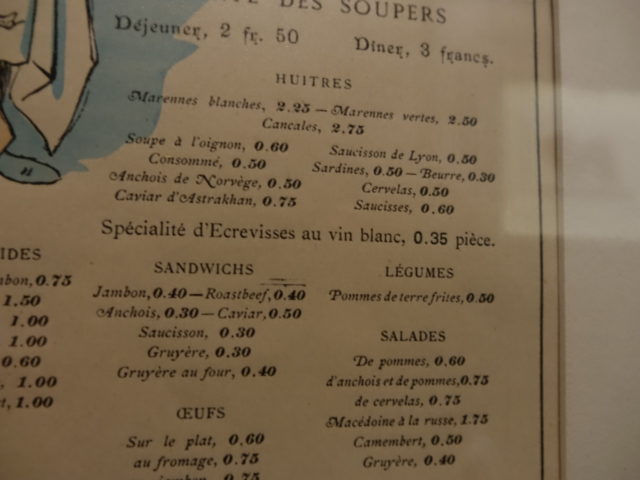 DES SOUPERS
Déjeuner, 2 fr. 50
Dîner, 3 francs.
HUITRES
Marennes blanches, 2.25 — Marennes vertes, 2.50
Cancales, 2.75
Soupe à l'oignon, 0.60
Consommé, 0.50
Anchois de Norvège, 0.50
Caviar d'Astrakhan, 0.75
Saucisson de Lyon, 0.50
Sardines, 0.50 — Beurre, 0.30
Cervelas, 0.50
Saucisses, 0.60
Spécialité d'Ecrevisses au vin blanc, 0.35 pièce.
IDES
bon, 0.75
1.50
1.00
1.00
0.60
1.00
t, 1.00
SANDWICHS
Jambon, 0.40 — Roastbeef, 0.40
Anchois, 0.30 — Caviar, 0.50
Saucisson, 0.30
Gruyère, 0.30
Gruyère au four, 0.40
ŒUFS
Sur le plat, 0.60
au fromage, 0.75
jambon, 0.75
LÉGUMES
Pommes de terre frites, 0.50
SALADES
De pommes, 0.60
d'anchois et de pommes, 0.75
de cervelas, 0.75
Macédoine à la russe, 1.75
Camembert, 0.50
Gruyère, 0.40